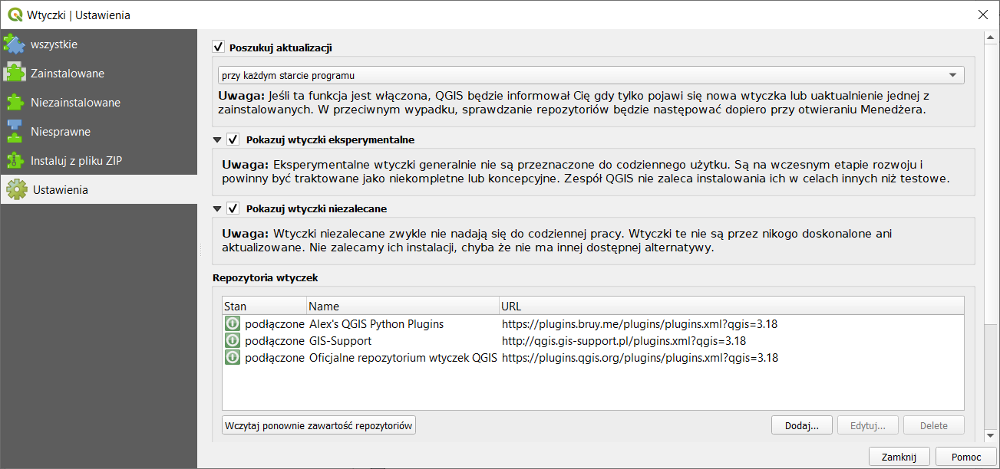 Wtyczki | Ustawienia
wszystkie
Zainstalowane
Niezainstalowane
Niesprawne
Instaluj z pliku ZIP
Ustawienia
Poszukuj aktualizacji
przy każdym starcie programu
Uwaga: Jeśli ta funkcja jest włączona, QGIS będzie informował Cię gdy tylko pojawi się nowa wtyczka lub uaktualnienie jednej z
zainstalowanych. W przeciwnym wypadku, sprawdzanie repozytoriów będzie następować dopiero przy otwieraniu Menedżera.
Pokazuj wtyczki eksperymentalne
Uwaga: Eksperymentalne wtyczki generalnie nie są przeznaczone do codziennego użytku. Są na wczesnym etapie rozwoju i
powinny być traktowane jako niekompletne lub koncepcyjne. Zespół QGIS nie zaleca instalowania ich w celach innych niż testowe.
Pokazuj wtyczki niezalecane
Uwaga: Wtyczki niezalecane zwykle nie nadają się do codziennej pracy. Wtyczki te nie są przez nikogo doskonalone ani
aktualizowane. Nie zalecamy ich instalacji, chyba że nie ma innej dostępnej alternatywy.
Repozytoria wtyczek
Stan Name URL
podłączone Alex's QGIS Python Plugins https://plugins.bruy.me/plugins/plugins.xml?qgis=3.18
podłączone GIS-Support http://qgis.gis-support.pl/plugins.xml?qgis=3.18
podłączone Oficjalne repozytorium wtyczek QGIS https://plugins.qgis.org/plugins/plugins.xml?qgis=3.18
Wczytaj ponownie zawartość repozytoriów Dodaj... Edytuj... Delete
Zamknij Pomoc